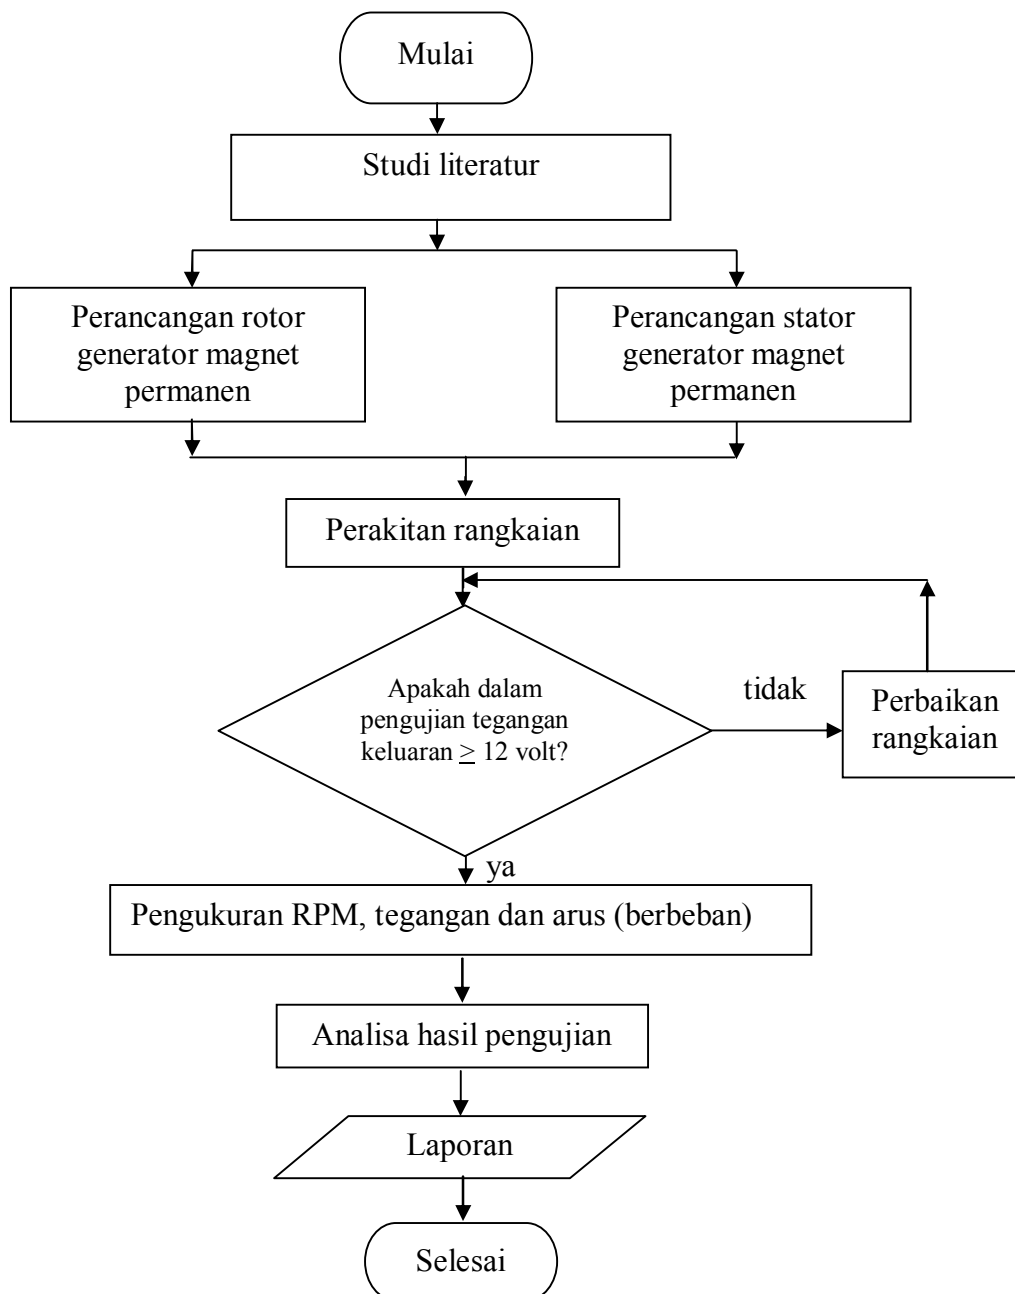 Mulai
Studi literatur
Perancangan rotor
generator magnet
permanen
Perancangan stator
generator magnet
permanen
Perakitan rangkaian
Apakah dalam
pengujian tegangan
keluaran ≥ 12 volt?
tidak
Perbaikan
rangkaian
ya
Pengukuran RPM, tegangan dan arus (berbeban)
Analisa hasil pengujian
Laporan
Selesai